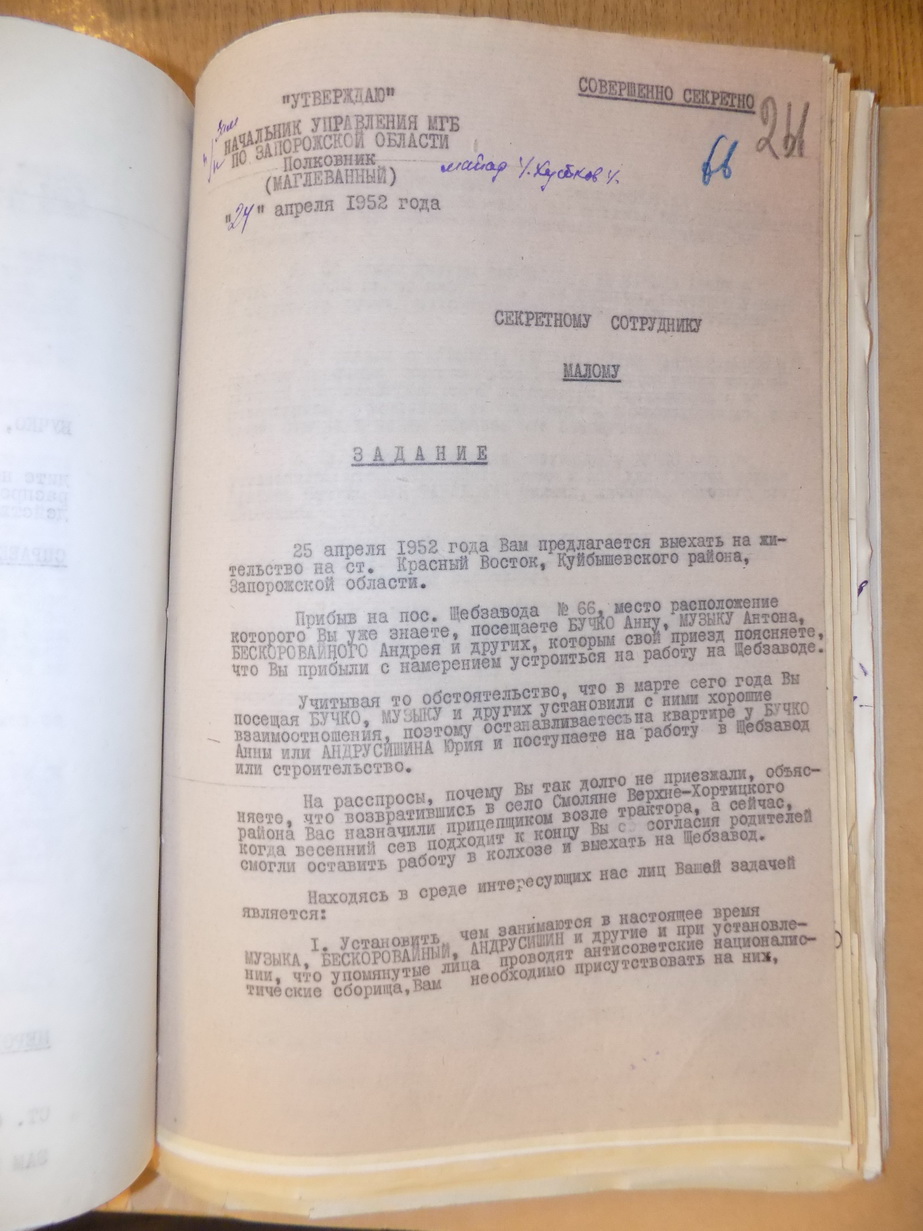 СОВЕРШЕННО СЕКРЕТНО
24
66
"УТВЕРЖДАЮ"
Зам
НАЧАЛЬНИК УПРАВЛЕНИЯ МГБ
ПО ЗАПОРОЖСКОЙ ОБЛАСТИ
Полковник
(МАГЛЕВАННЫЙ)
"24" апреля 1952 года
СЕКРЕТНОМУ СОТРУДНИКУ
МАЛОМУ
З А Д А Н И Е
25 апреля 1952 года Вам предлагается выехать на жи-
тельство на ст. Красный Восток, Куйбышевского района,
Запорожской области.
Прибыв на пос. Щебзавода № 66, место расположение
которого Вы уже знаете, посещаете БУЧКО Анну, МУЗЫКУ Антона,
БЕСКОРОВАЙНОГО Андрея и других, которым свой приезд поясняете,
что Вы прибыли с намерением устроиться на работу на Щебзаводе.
Учитывая то обстоятельство, что в марте сего года Вы
посещая БУЧКО, МУЗЫКУ и других установили с ними хорошие
взаимоотношения, поэтому останавливаетесь на квартире у БУЧКО
Анны или АНДРУСИШИНА Юрия и поступаете на работу в Щебзавод
или строительство.
На расспросы, почему Вы так долго не приезжали, объяс-
няете, что возвратившись в село Смоляне Верхне-Хортицкого
района Вас назначили прицепщиком возле трактора, а сейчас,
когда весенний сев подходит к концу Вы с согласия родителей
смогли оставить работу в колхозе и выехать на Щебзавод.
Находясь в среде интересующих нас лиц Вашей задачей
является:
I. Установить чем занимаются в настоящее время
МУЗЫКА, БЕСКОРОВАЙНЫЙ, АНДРУСИШИН и другие и при установле-
нии, что упомянутые лица проводят антисоветские националис-
тические сборища, Вам необходимо присутствовать на них,